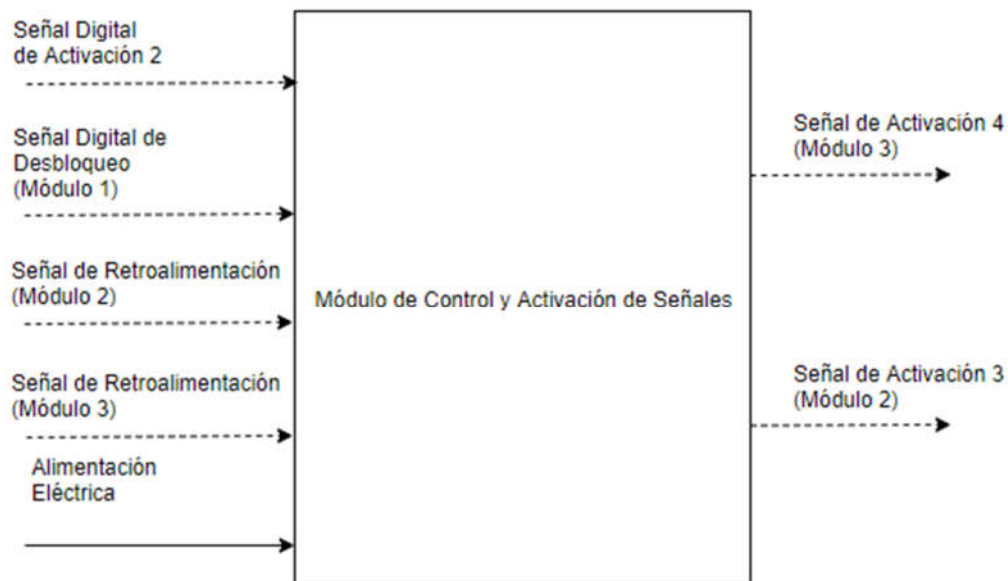 Señal Digital
de Activación 2
Señal Digital de
Desbloqueo
(Módulo 1)
Señal de Retroalimentación
(Módulo 2)
Señal de Retroalimentación
(Módulo 3)
Alimentación
Eléctrica
Módulo de Control y Activación de Señales
Señal de Activación 4
(Módulo 3)
Señal de Activación 3
(Módulo 2)